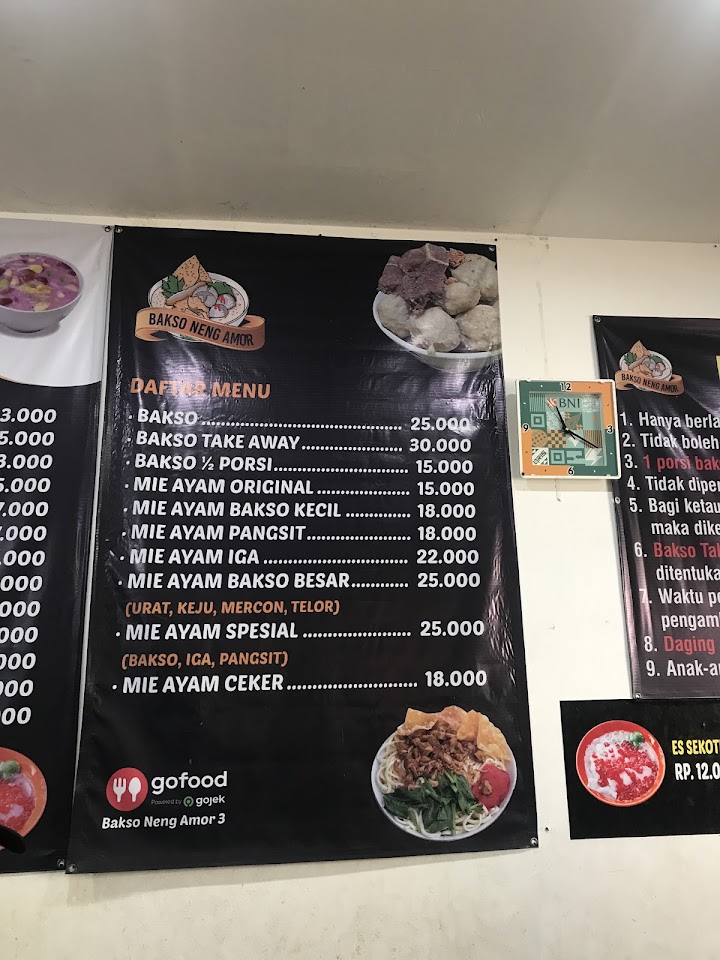 3.000
5.000
3.000
5.000
7.000
7.000
.000
000
000
000
000
000
000
BAKSO NENG AMOR
DAFTAR MENU
· BAKSO ........................................ 25.000
· BAKSO TAKE AWAY .................... 30.000
· BAKSO ½ PORSI ......................... 15.000
· MIE AYAM ORIGINAL .................. 15.000
· MIE AYAM BAKSO KECIL ............. 18.000
· MIE AYAM PANGSIT .................... 18.000
· MIE AYAM IGA ............................ 22.000
· MIE AYAM BAKSO BESAR ............ 25.000
(URAT, KEJU, MERCON, TELOR)
· MIE AYAM SPESIAL ..................... 25.000
(BAKSO, IGA, PANGSIT)
· MIE AYAM CEKER ......................... 18.000
gofood
Powered by gojek
Bakso Neng Amor 3
12
BNI
9
3
6
BAKSO NENG AMOR
1. Hanya berla
2. Tidak boleh
3. 1 porsi bak
4. Tidak diper
5. Bagi ketau
maka dike
6. Bakso Tak
ditentuka
7. Waktu pe
pengam
8. Daging
9. Anak-a
ES SEKOT
RP. 12.0